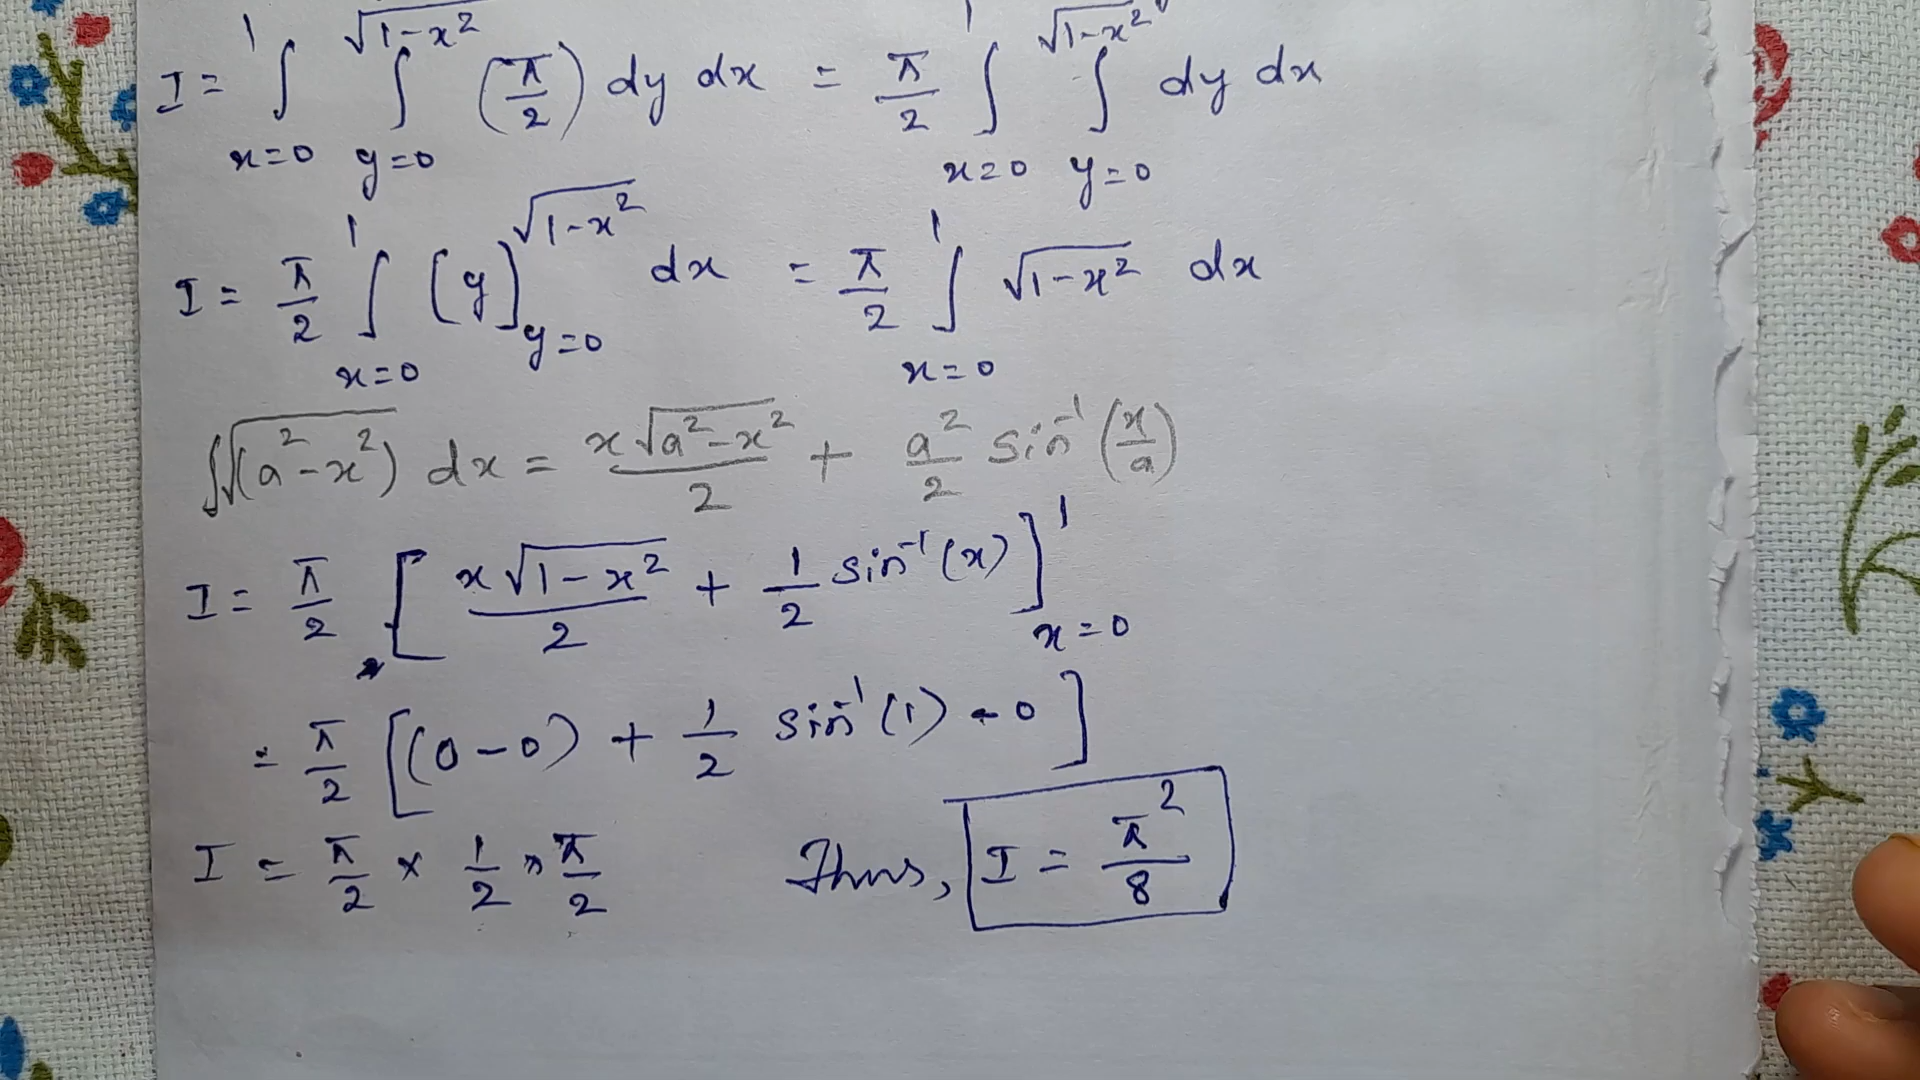 I = ∫_{x=0}^{1} ∫_{y=0}^{√(1-x²)} (π/2) dy dx = π/2 ∫_{x=0}^{1} ∫_{y=0}^{√(1-x²)} dy dx
I = π/2 ∫_{x=0}^{1} [y]_{y=0}^{√(1-x²)} dx = π/2 ∫_{x=0}^{1} √(1-x²) dx
∫√(a²-x²) dx = x√(a²-x²)/2 + a²/2 sin⁻¹(x/a)
I = π/2 [x√(1-x²)/2 + 1/2 sin⁻¹(x)]_{x=0}^{1}
= π/2 [(0-0) + 1/2 sin⁻¹(1) - 0]
I = π/2 × 1/2 × π/2 Thus, I = π²/8